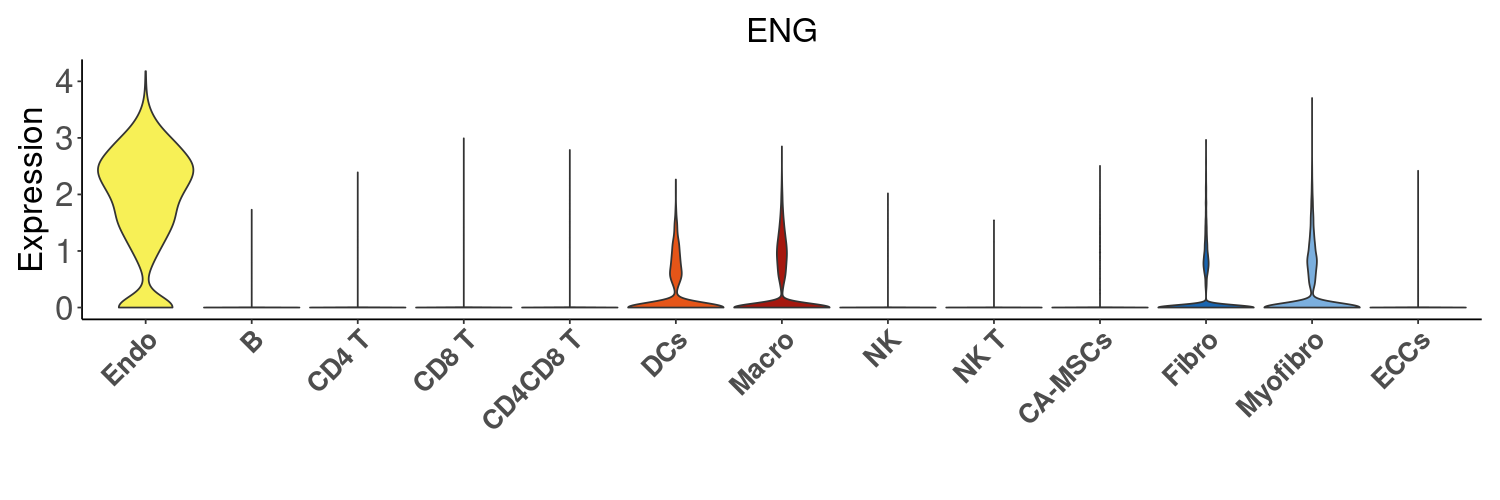 ENG
Expression
4
3
2
1
0
Endo
B
CD4 T
CD8 T
CD4CD8 T
DCs
Macro
NK
NK T
CA-MSCs
Fibro
Myofibro
ECCs